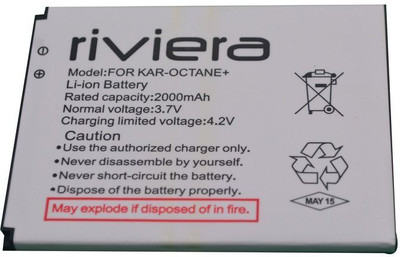 riviera
Model:FOR KAR-OCTANE+
Li-ion Battery
Rated capacity:2000mAh
Normal voltage:3.7V
Charging limited voltage:4.2V
Caution
•Use the authorized charger only.
•Never disassemble by yourself.
•Never short-circuit the battery.
•Dispose of the battery properly.
May explode if disposed of in fire.
MAY 15